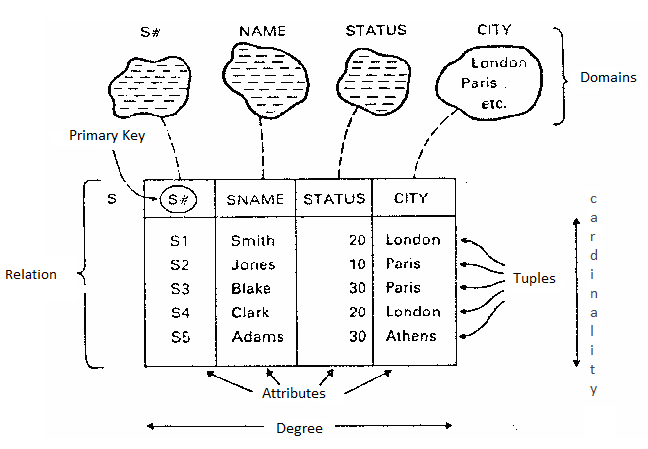 S# NAME STATUS CITY
London
Paris
etc.
Domains
Primary Key
Relation
S
S# SNAME STATUS CITY
S1 Smith 20 London
S2 Jones 10 Paris
S3 Blake 30 Paris
S4 Clark 20 London
S5 Adams 30 Athens
Tuples
cardinality
Attributes
Degree